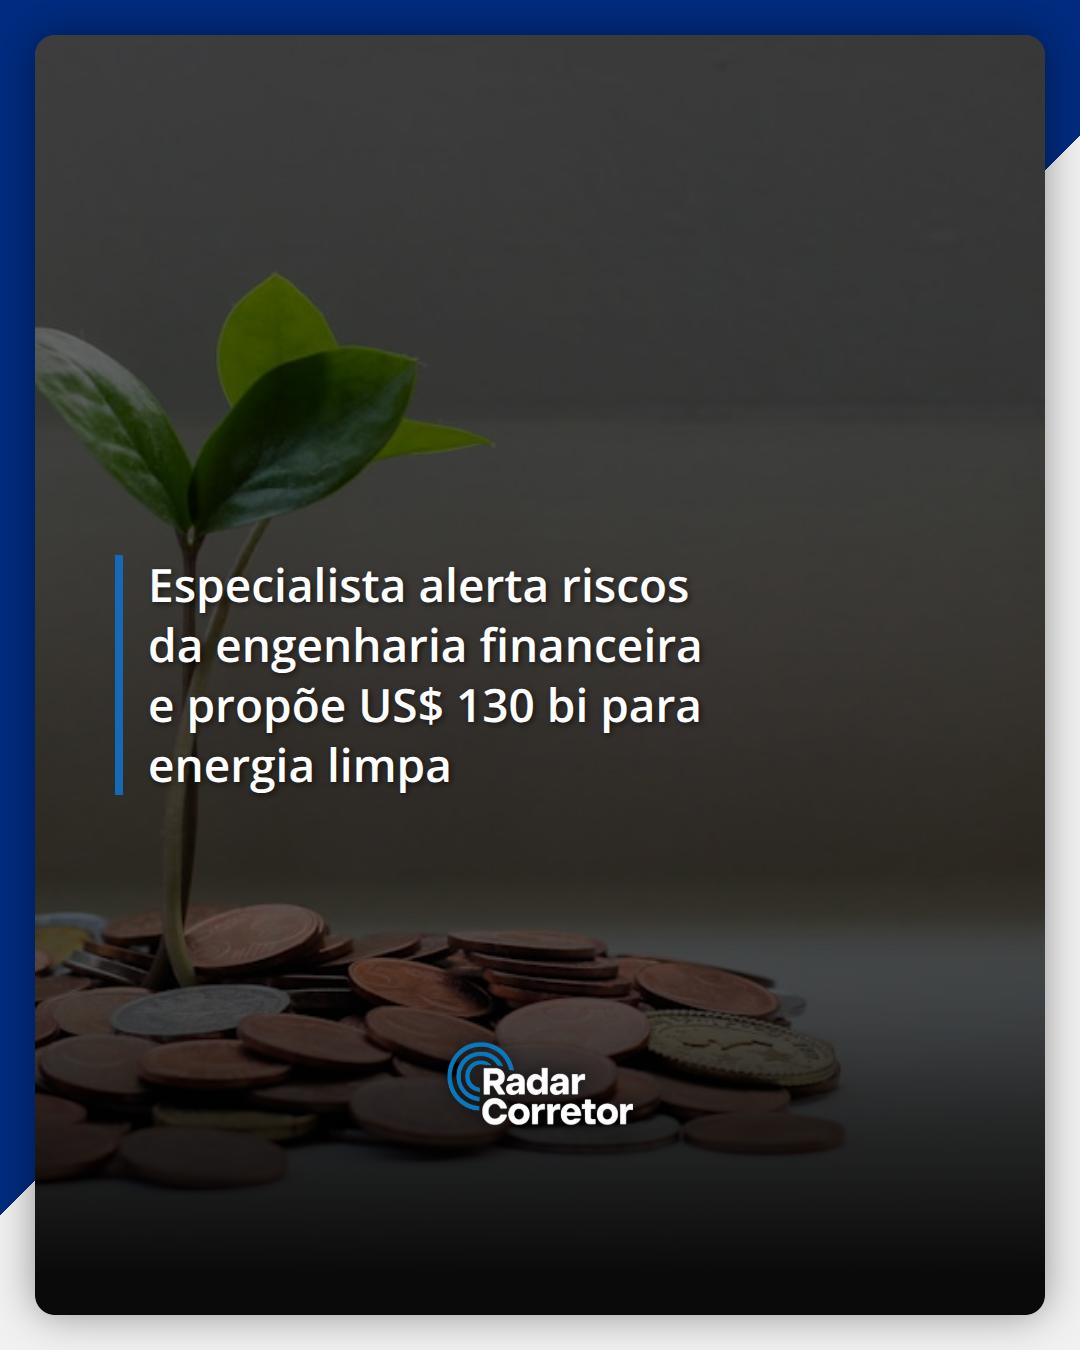 Especialista alerta riscos
da engenharia financeira
e propõe US$ 130 bi para
energia limpa
Radar
Corretor